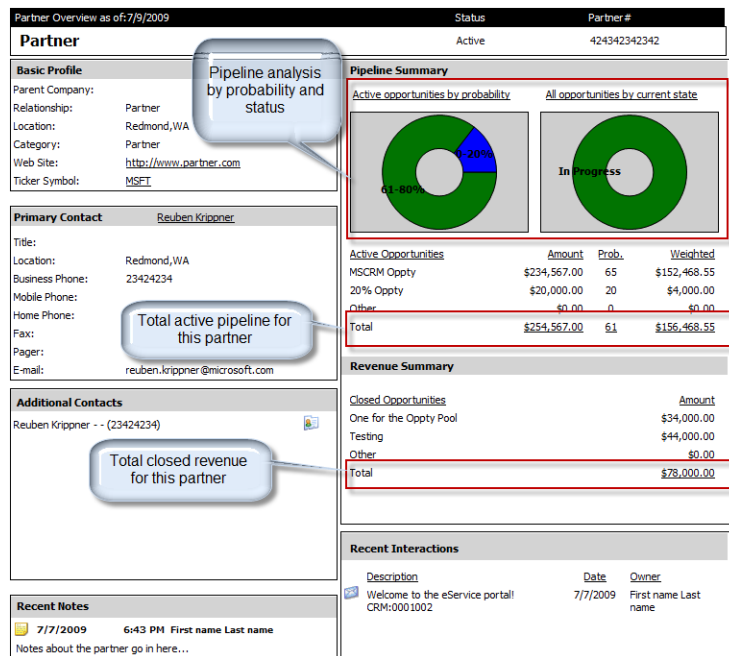 Partner Overview as of:7/9/2009 Status Partner#
Partner Active 424342342342
Basic Profile
Parent Company:
Relationship: Partner
Location: Redmond,WA
Category: Partner
Web Site: http://www.partner.com
Ticker Symbol: MSFT
Pipeline analysis
by probability and
status
Primary Contact Reuben Krippner
Title:
Location: Redmond,WA
Business Phone: 23424234
Mobile Phone:
Home Phone:
Fax:
Pager:
E-mail: reuben.krippner@microsoft.com
Total active pipeline for
this partner
Additional Contacts
Reuben Krippner - - (23424234)
Total closed revenue
for this partner
Recent Notes
7/7/2009 6:43 PM First name Last name
Notes about the partner go in here...
Pipeline Summary
Active opportunities by probability All opportunities by current state
0-20%
61-80%
In Progress
Active Opportunities Amount Prob. Weighted
MSCRM Oppty $234,567.00 65 $152,468.55
20% Oppty $20,000.00 20 $4,000.00
Other $0.00 0 $0.00
Total $254,567.00 61 $156,468.55
Revenue Summary
Closed Opportunities Amount
One for the Oppty Pool $34,000.00
Testing $44,000.00
Other $0.00
Total $78,000.00
Recent Interactions
Description Date Owner
Welcome to the eService portal! 7/7/2009 First name Last
CRM:0001002 name